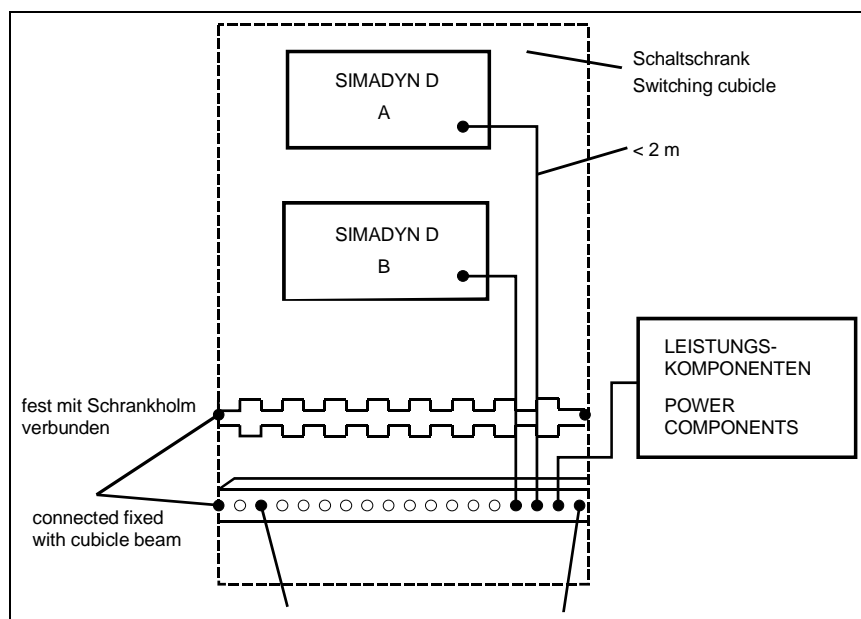 Schaltschrank
Switching cubicle
SIMADYN D
A
< 2 m
SIMADYN D
B
LEISTUNGS-
KOMPONENTEN
POWER
COMPONENTS
fest mit Schrankholm
verbunden
connected fixed
with cubicle beam